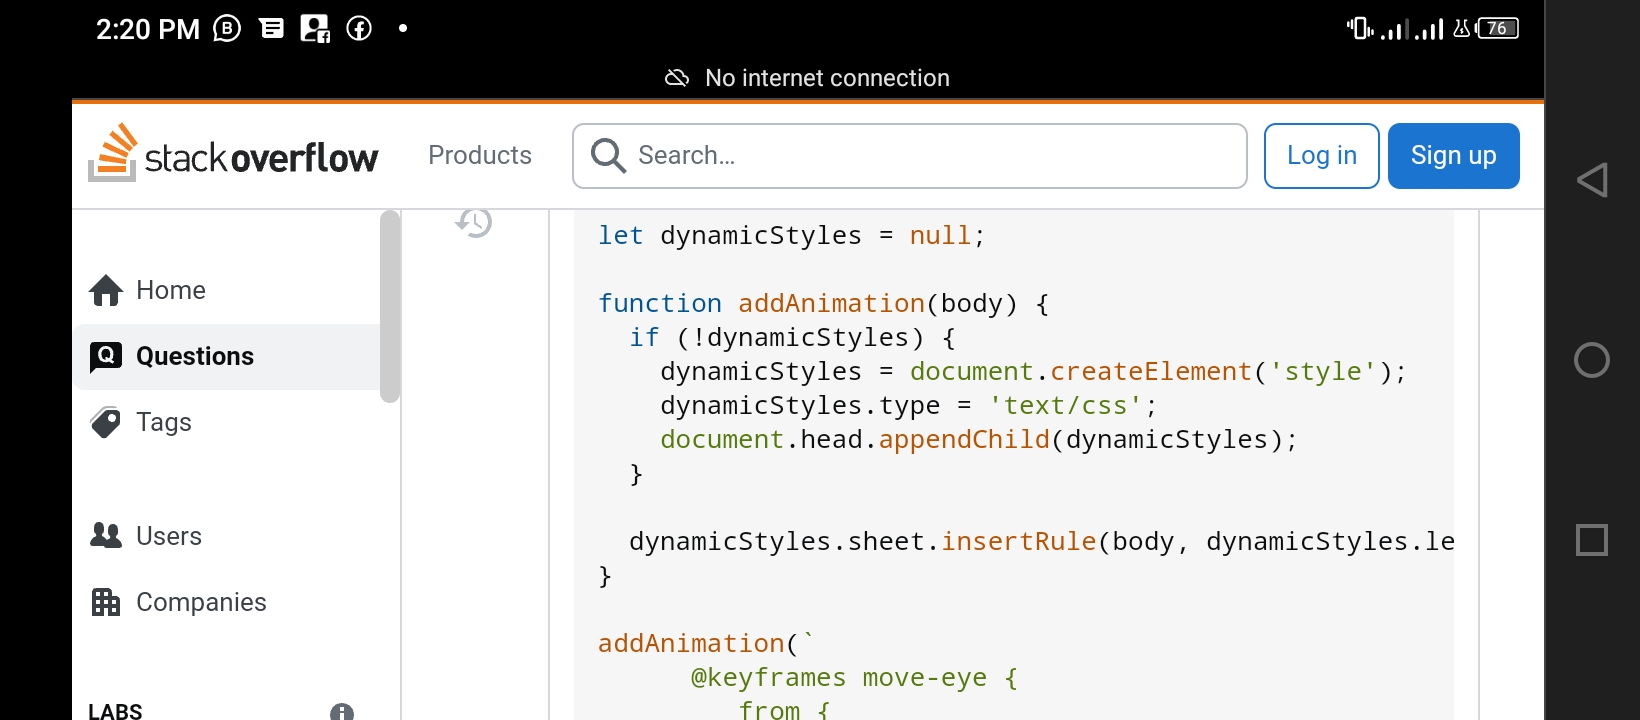 2:20 PM
76
No internet connection
stackoverflow
Products
Search...
Log in
Sign up
Home
Questions
Tags
Users
Companies
LABS
let dynamicStyles = null;
function addAnimation(body) {
  if (!dynamicStyles) {
    dynamicStyles = document.createElement('style');
    dynamicStyles.type = 'text/css';
    document.head.appendChild(dynamicStyles);
  }
  dynamicStyles.sheet.insertRule(body, dynamicStyles.le
}
addAnimation(`
      @keyframes move-eye {
         from {